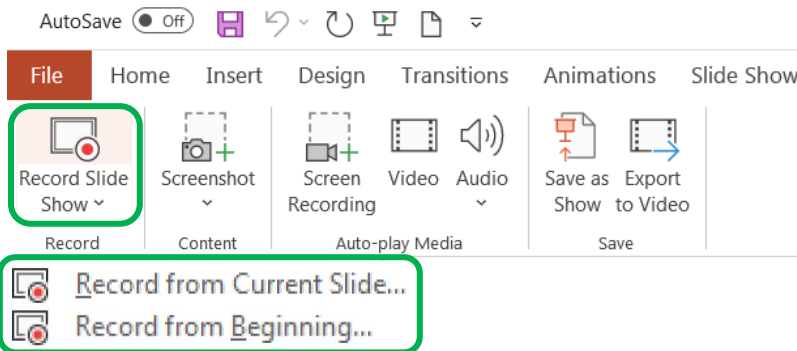 AutoSave Off
File Home Insert Design Transitions Animations Slide Show
Record Slide Show
Screenshot
Screen Recording
Video
Audio
Save as Show
Export to Video
Record Content Auto-play Media Save
Record from Current Slide...
Record from Beginning...